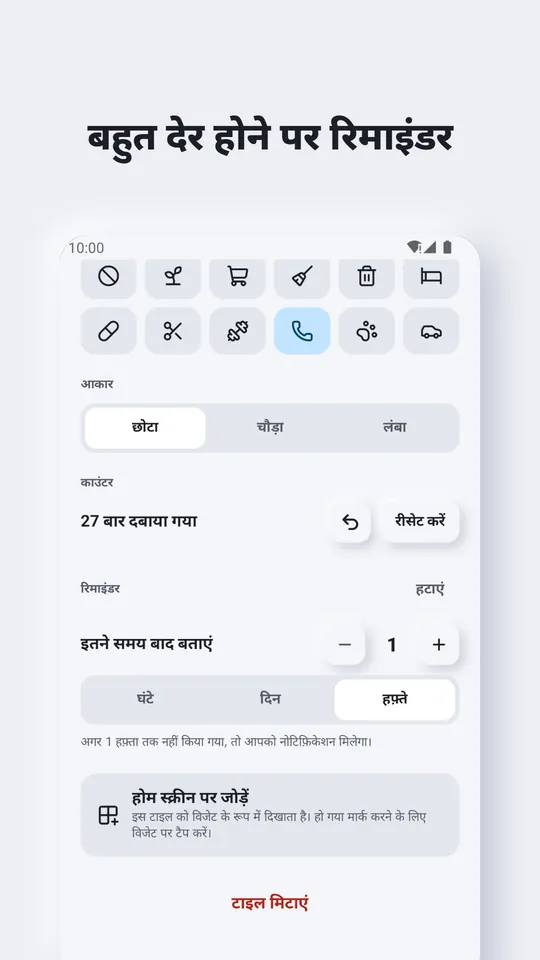 बहुत देर होने पर रिमाइंडर
10:00
आकार
छोटा चौड़ा लंबा
काउंटर
27 बार दबाया गया रीसेट करें
रिमाइंडर हटाएं
इतने समय बाद बताएं − 1 +
घंटे दिन हफ़्ते
अगर 1 हफ़्ता तक नहीं किया गया, तो आपको नोटिफ़िकेशन मिलेगा।
होम स्क्रीन पर जोड़ें
इस टाइल को विजेट के रूप में दिखाता है। हो गया मार्क करने के लिए
विजेट पर टैप करें।
टाइल मिटाएं